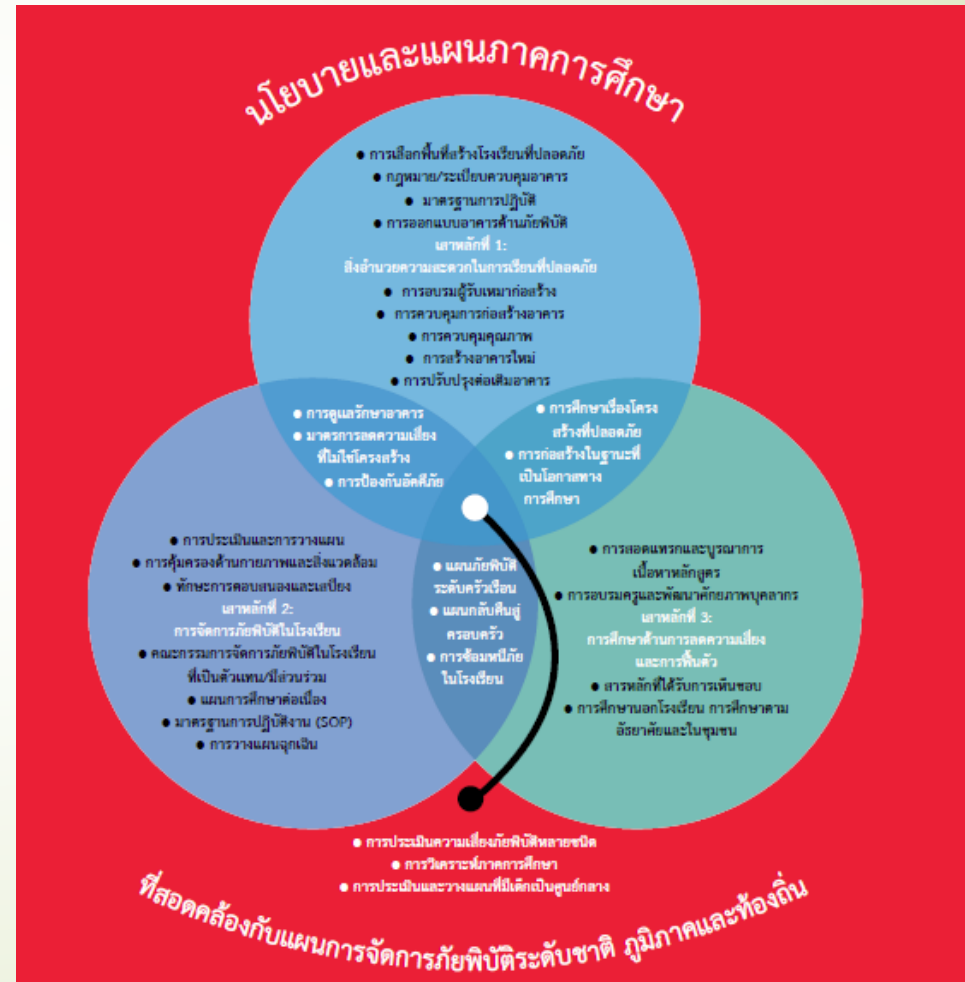 นโยบายและแผนภาคการศึกษา
● การเลือกพื้นที่สร้างโรงเรียนที่ปลอดภัย
● กฎหมาย/ระเบียบควบคุมอาคาร
● มาตรฐานการปฏิบัติ
● การออกแบบอาคารต้านภัยพิบัติ
เสาหลักที่ 1:
สิ่งอำนวยความสะดวกในการเรียนที่ปลอดภัย
● การอบรมผู้รับเหมาก่อสร้าง
● การควบคุมการก่อสร้างอาคาร
● การควบคุมคุณภาพ
● การสร้างอาคารใหม่
● การปรับปรุงต่อเติมอาคาร
● การดูแลรักษาอาคาร
● มาตรการลดความเสี่ยง
ที่ไม่ใช่โครงสร้าง
● การป้องกันอัคคีภัย
● การศึกษาเรื่องโครง
สร้างที่ปลอดภัย
● การก่อสร้างในฐานะที่
เป็นโอกาสทาง
การศึกษา
● การประเมินและการวางแผน
● การคุ้มครองด้านกายภาพและสิ่งแวดล้อม
● ทักษะการตอบสนองและเสบียง
เสาหลักที่ 2:
การจัดการภัยพิบัติในโรงเรียน
● คณะกรรมการจัดการภัยพิบัติในโรงเรียน
ที่เป็นตัวแทน/มีส่วนร่วม
● แผนการศึกษาต่อเนื่อง
● มาตรฐานการปฏิบัติงาน (SOP)
● การวางแผนฉุกเฉิน
● แผนภัยพิบัติ
ระดับครัวเรือน
● แผนกลับคืนสู่
ครอบครัว
● การซ้อมหนีภัย
ในโรงเรียน
● การสอดแทรกและบูรณาการ
เนื้อหาหลักสูตร
● การอบรมครูและพัฒนาศักยภาพบุคลากร
เสาหลักที่ 3:
การศึกษาด้านการลดความเสี่ยง
และการฟื้นตัว
● สารหลักที่ได้รับการเห็นชอบ
● การศึกษานอกโรงเรียน การศึกษาตาม
อัธยาศัยและในชุมชน
● การประเมินความเสี่ยงภัยพิบัติหลายชนิด
● การวิเคราะห์ภาคการศึกษา
● การประเมินและวางแผนที่มีเด็กเป็นศูนย์กลาง
ที่สอดคล้องกับแผนการจัดการภัยพิบัติระดับชาติ ภูมิภาคและท้องถิ่น